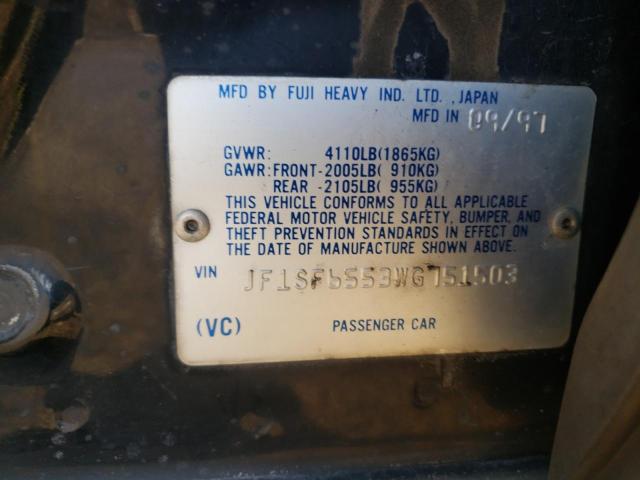 MFD BY FUJI HEAVY IND. LTD., JAPAN
MFD IN 09/97
GVWR: 4110LB(1865KG)
GAWR: FRONT-2005LB( 910KG)
REAR -2105LB( 955KG)
THIS VEHICLE CONFORMS TO ALL APPLICABLE
FEDERAL MOTOR VEHICLE SAFETY, BUMPER, AND
THEFT PREVENTION STANDARDS IN EFFECT ON
THE DATE OF MANUFACTURE SHOWN ABOVE.
VIN JF1SF6553WG751503
(VC) PASSENGER CAR